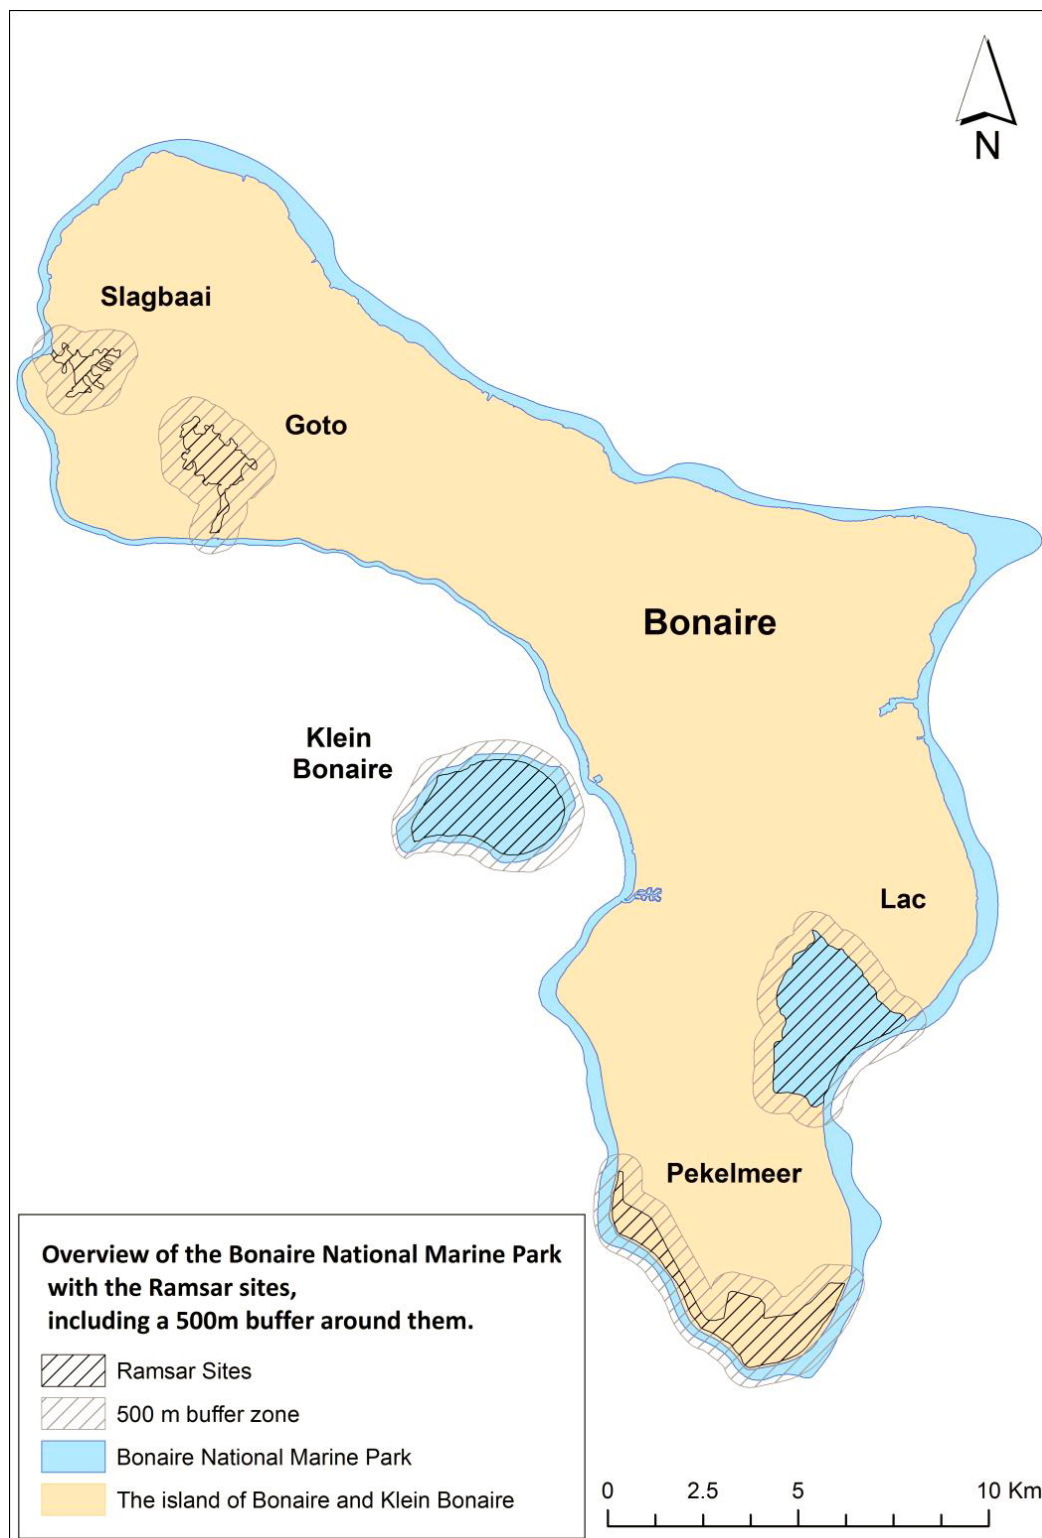 N
Slagbaai
Goto
Bonaire
Klein
Bonaire
Lac
Pekelmeer
Overview of the Bonaire National Marine Park
with the Ramsar sites,
including a 500m buffer around them.
Ramsar Sites
500 m buffer zone
Bonaire National Marine Park
The island of Bonaire and Klein Bonaire
0 2.5 5 10 Km